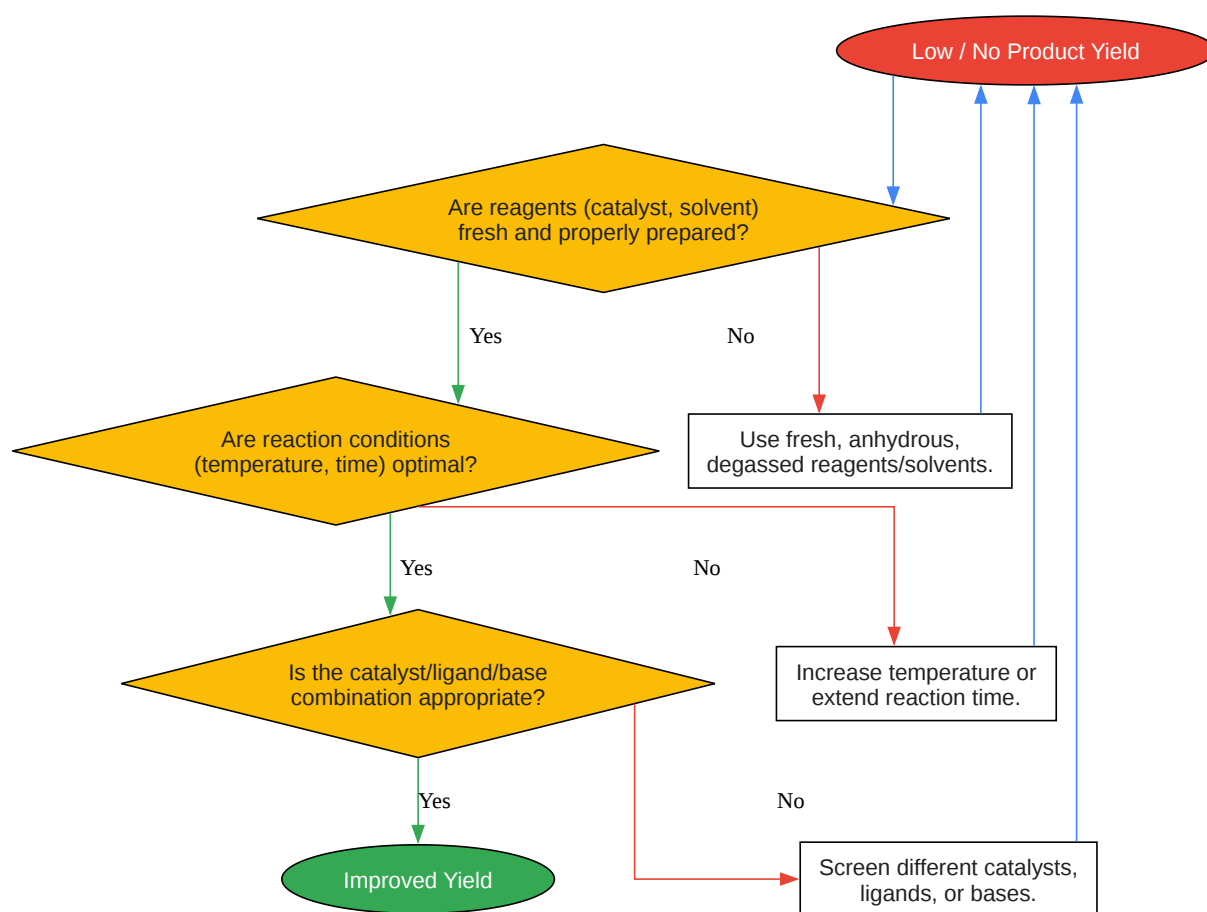 Low / No Product Yield
Are reagents (catalyst, solvent)
fresh and properly prepared?
Yes
No
Are reaction conditions
(temperature, time) optimal?
Use fresh, anhydrous,
degassed reagents/solvents.
Yes
No
Is the catalyst/ligand/base
combination appropriate?
Increase temperature or
extend reaction time.
Yes
No
Improved Yield
Screen different catalysts,
ligands, or bases.